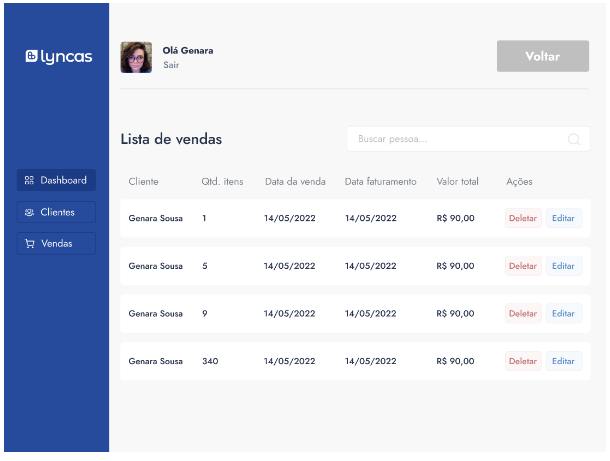 lyncas
Olá Genara
Sair
Voltar
Dashboard
Clientes
Vendas
Lista de vendas
Buscar pessoa...
Cliente Qtd. itens Data da venda Data faturamento Valor total Ações
Genara Sousa 1 14/05/2022 14/05/2022 R$ 90,00 Deletar Editar
Genara Sousa 5 14/05/2022 14/05/2022 R$ 90,00 Deletar Editar
Genara Sousa 9 14/05/2022 14/05/2022 R$ 90,00 Deletar Editar
Genara Sousa 340 14/05/2022 14/05/2022 R$ 90,00 Deletar Editar